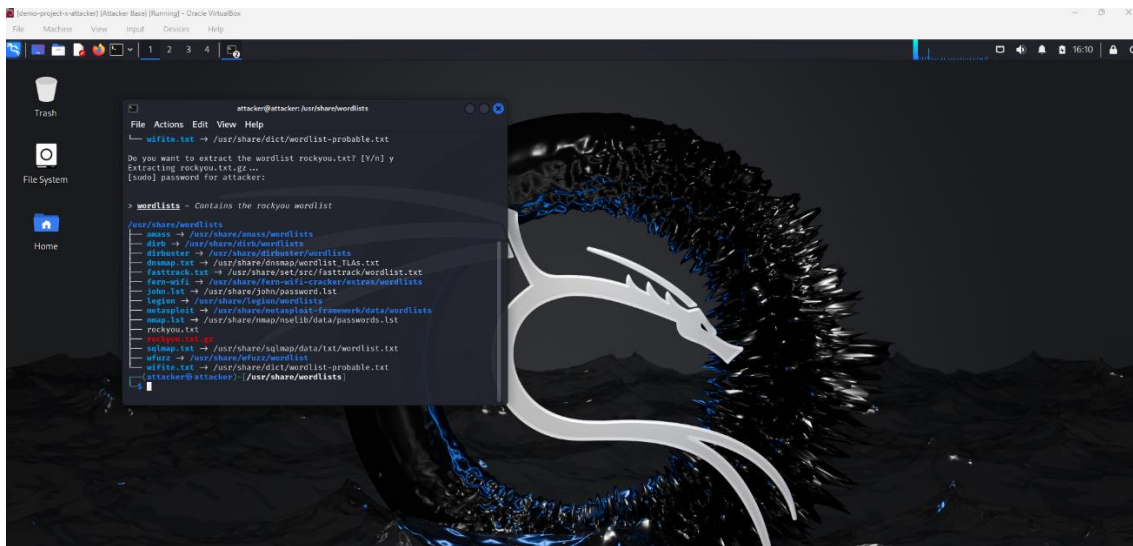 [demo-project-x-attacker] (Attacker Base) [Running] - Oracle VirtualBox
File Machine View Input Devices Help
1 2 3 4
16:10
Trash
File System
Home
attacker@attacker: /usr/share/wordlists
File Actions Edit View Help
└── wifite.txt → /usr/share/dict/wordlist-probable.txt
Do you want to extract the wordlist rockyou.txt? [Y/n] y
Extracting rockyou.txt.gz ...
[sudo] password for attacker:
> wordlists ~ Contains the rockyou wordlist
/usr/share/wordlists
├── amass → /usr/share/amass/wordlists
├── dirb → /usr/share/dirb/wordlists
├── dirbuster → /usr/share/dirbuster/wordlists
├── dnsmap.txt → /usr/share/dnsmap/wordlist_TLAs.txt
├── fasttrack.txt → /usr/share/set/src/fasttrack/wordlist.txt
├── fern-wifi → /usr/share/fern-wifi-cracker/extras/wordlists
├── john.lst → /usr/share/john/password.lst
├── legion → /usr/share/legion/wordlists
├── metasploit → /usr/share/metasploit-framework/data/wordlists
├── nmap.lst → /usr/share/nmap/nselib/data/passwords.lst
├── rockyou.txt
├── rockyou.txt.gz
├── sqlmap.txt → /usr/share/sqlmap/data/txt/wordlist.txt
├── wfuzz → /usr/share/wfuzz/wordlist
└── wifite.txt → /usr/share/dict/wordlist-probable.txt
┌──(attacker㉿attacker)-[/usr/share/wordlists]
└─$